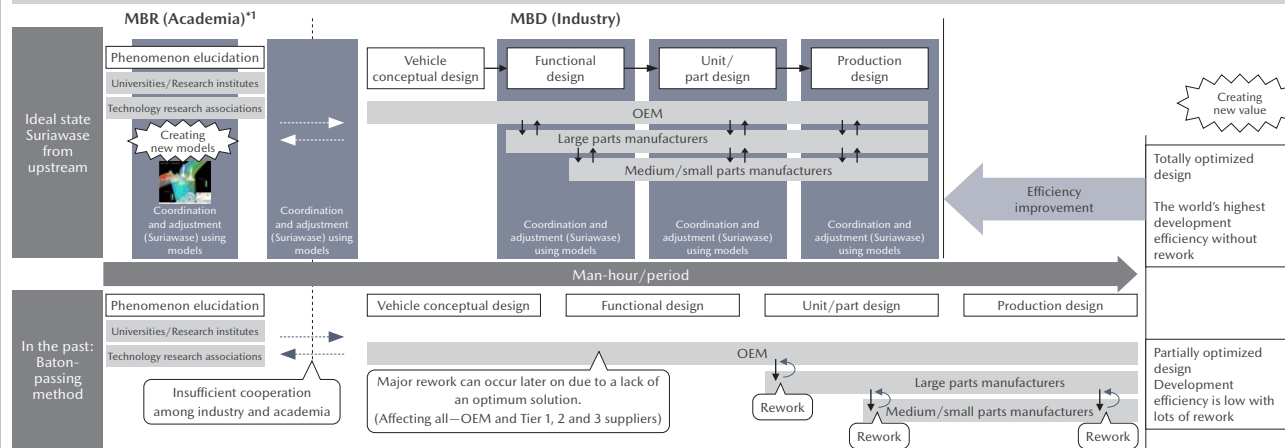 MBR (Academia)*1
MBD (Industry)
Ideal state
Suriawase
from
upstream
Phenomenon elucidation
Universities/Research institutes
Technology research associations
Creating
new models
Coordination
and adjustment
(Suriawase) using
models
Coordination
and adjustment
(Suriawase) using
models
Vehicle
conceptual design
Functional
design
Unit/
part design
Production
design
OEM
Large parts manufacturers
Medium/small parts manufacturers
Coordination and
adjustment (Suriawase)
using models
Coordination and
adjustment (Suriawase)
using models
Coordination and
adjustment (Suriawase)
using models
Efficiency
improvement
Creating
new value
Totally optimized
design
The world's highest
development
efficiency without
rework
Man-hour/period
In the past:
Baton-
passing
method
Phenomenon elucidation
Universities/Research institutes
Technology research associations
Insufficient cooperation
among industry and academia
Vehicle conceptual design
Functional design
Unit/part design
Production design
OEM
Major rework can occur later on due to a lack of
an optimum solution.
(Affecting all—OEM and Tier 1, 2 and 3 suppliers)
Large parts manufacturers
Rework
Medium/small parts manufacturers
Rework
Rework
Partially optimized
design
Development
efficiency is low with
lots of rework